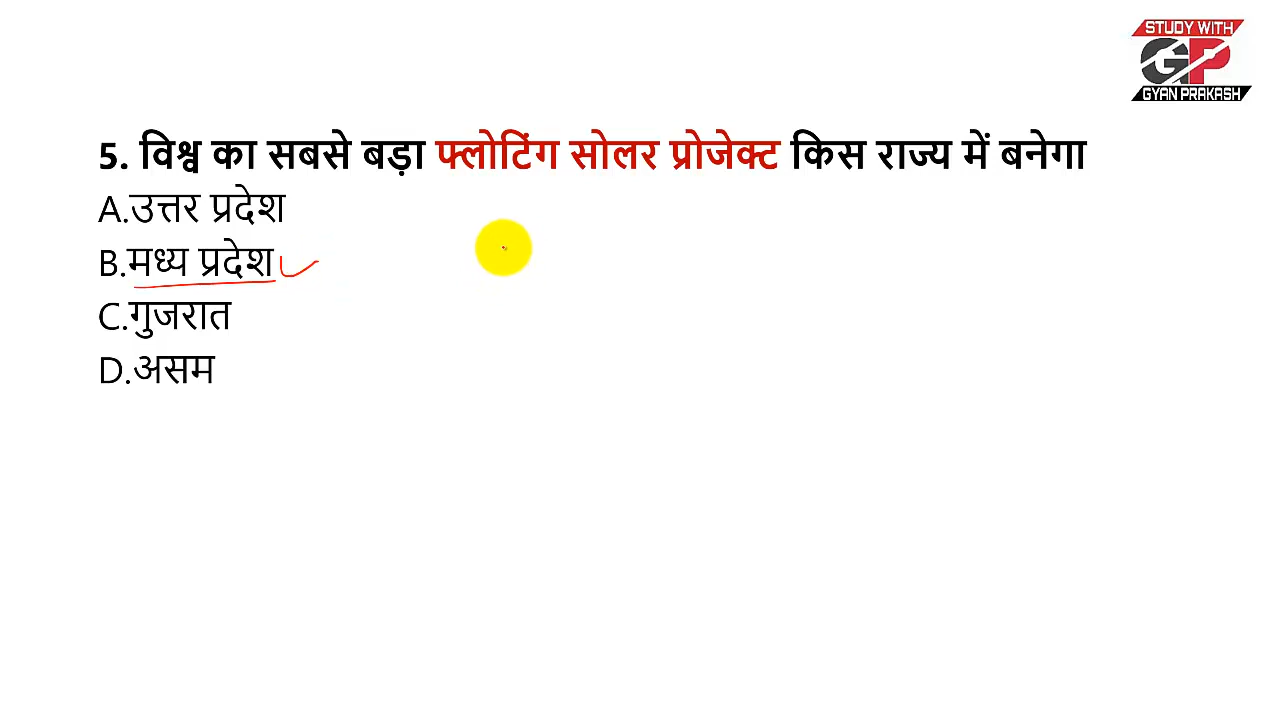 STUDY WITH
GP
GYAN PRAKASH
5. विश्व का सबसे बड़ा फ्लोटिंग सोलर प्रोजेक्ट किस राज्य में बनेगा
A.उत्तर प्रदेश
B.मध्य प्रदेश
C.गुजरात
D.असम